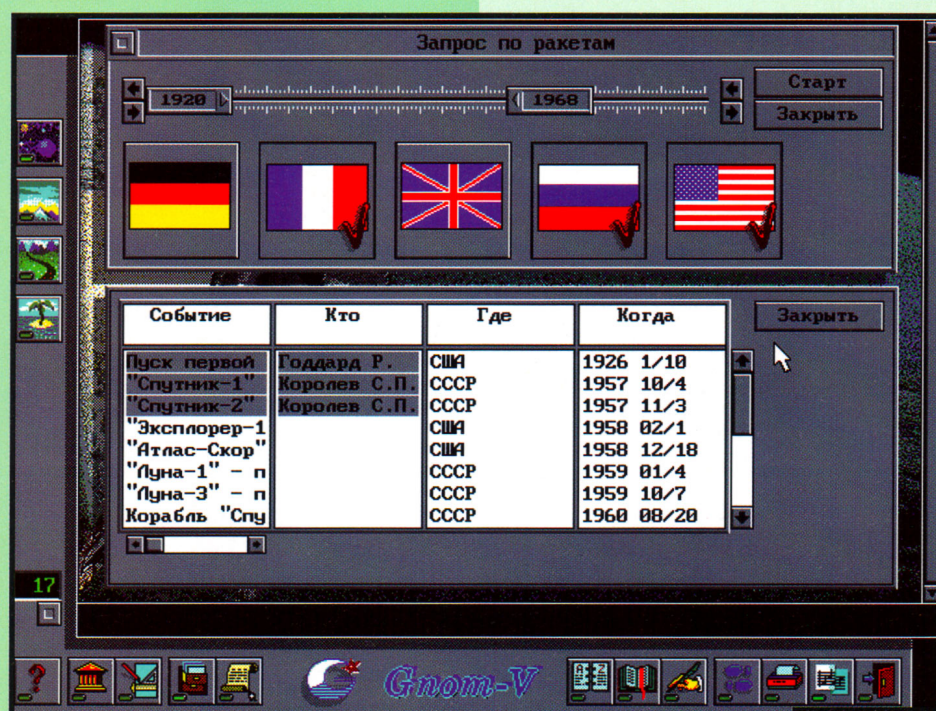 Запрос по ракетам
1920 1968 Старт
Закрыть
Событие Кто Где Когда Закрыть
Пуск первой Годдард Р. США 1926 1/10
"Спутник-1" Королев С.П. СССР 1957 10/4
"Спутник-2" Королев С.П. СССР 1957 11/3
"Эксплорер-1 США 1958 02/1
"Атлас-Скор" США 1958 12/18
"Луна-1" - п СССР 1959 01/4
"Луна-3" - п СССР 1959 10/7
Корабль "Спу СССР 1960 08/20
17
? A Z Gnom-V